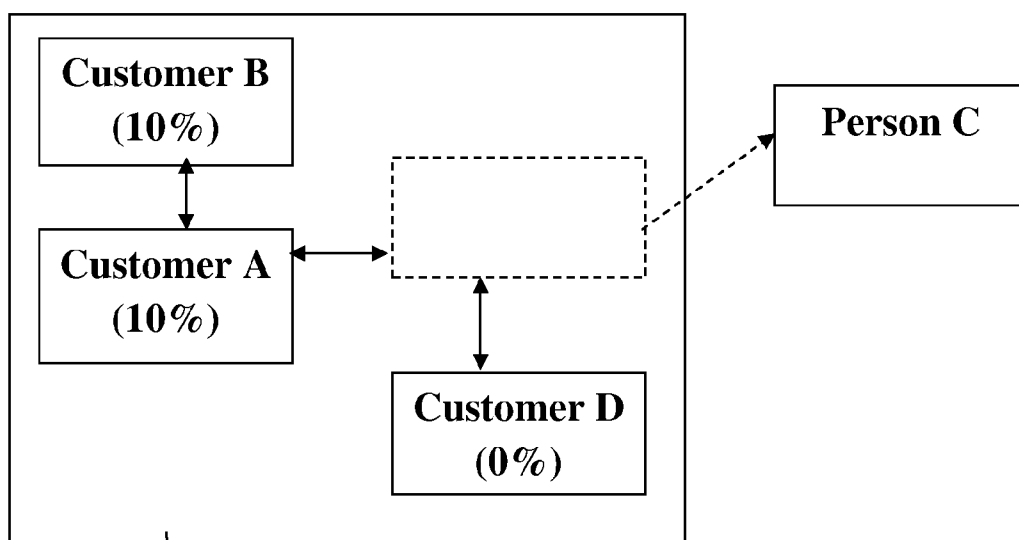 Customer B
(10%)
Person C
Customer A
(10%)
Customer D
(0%)